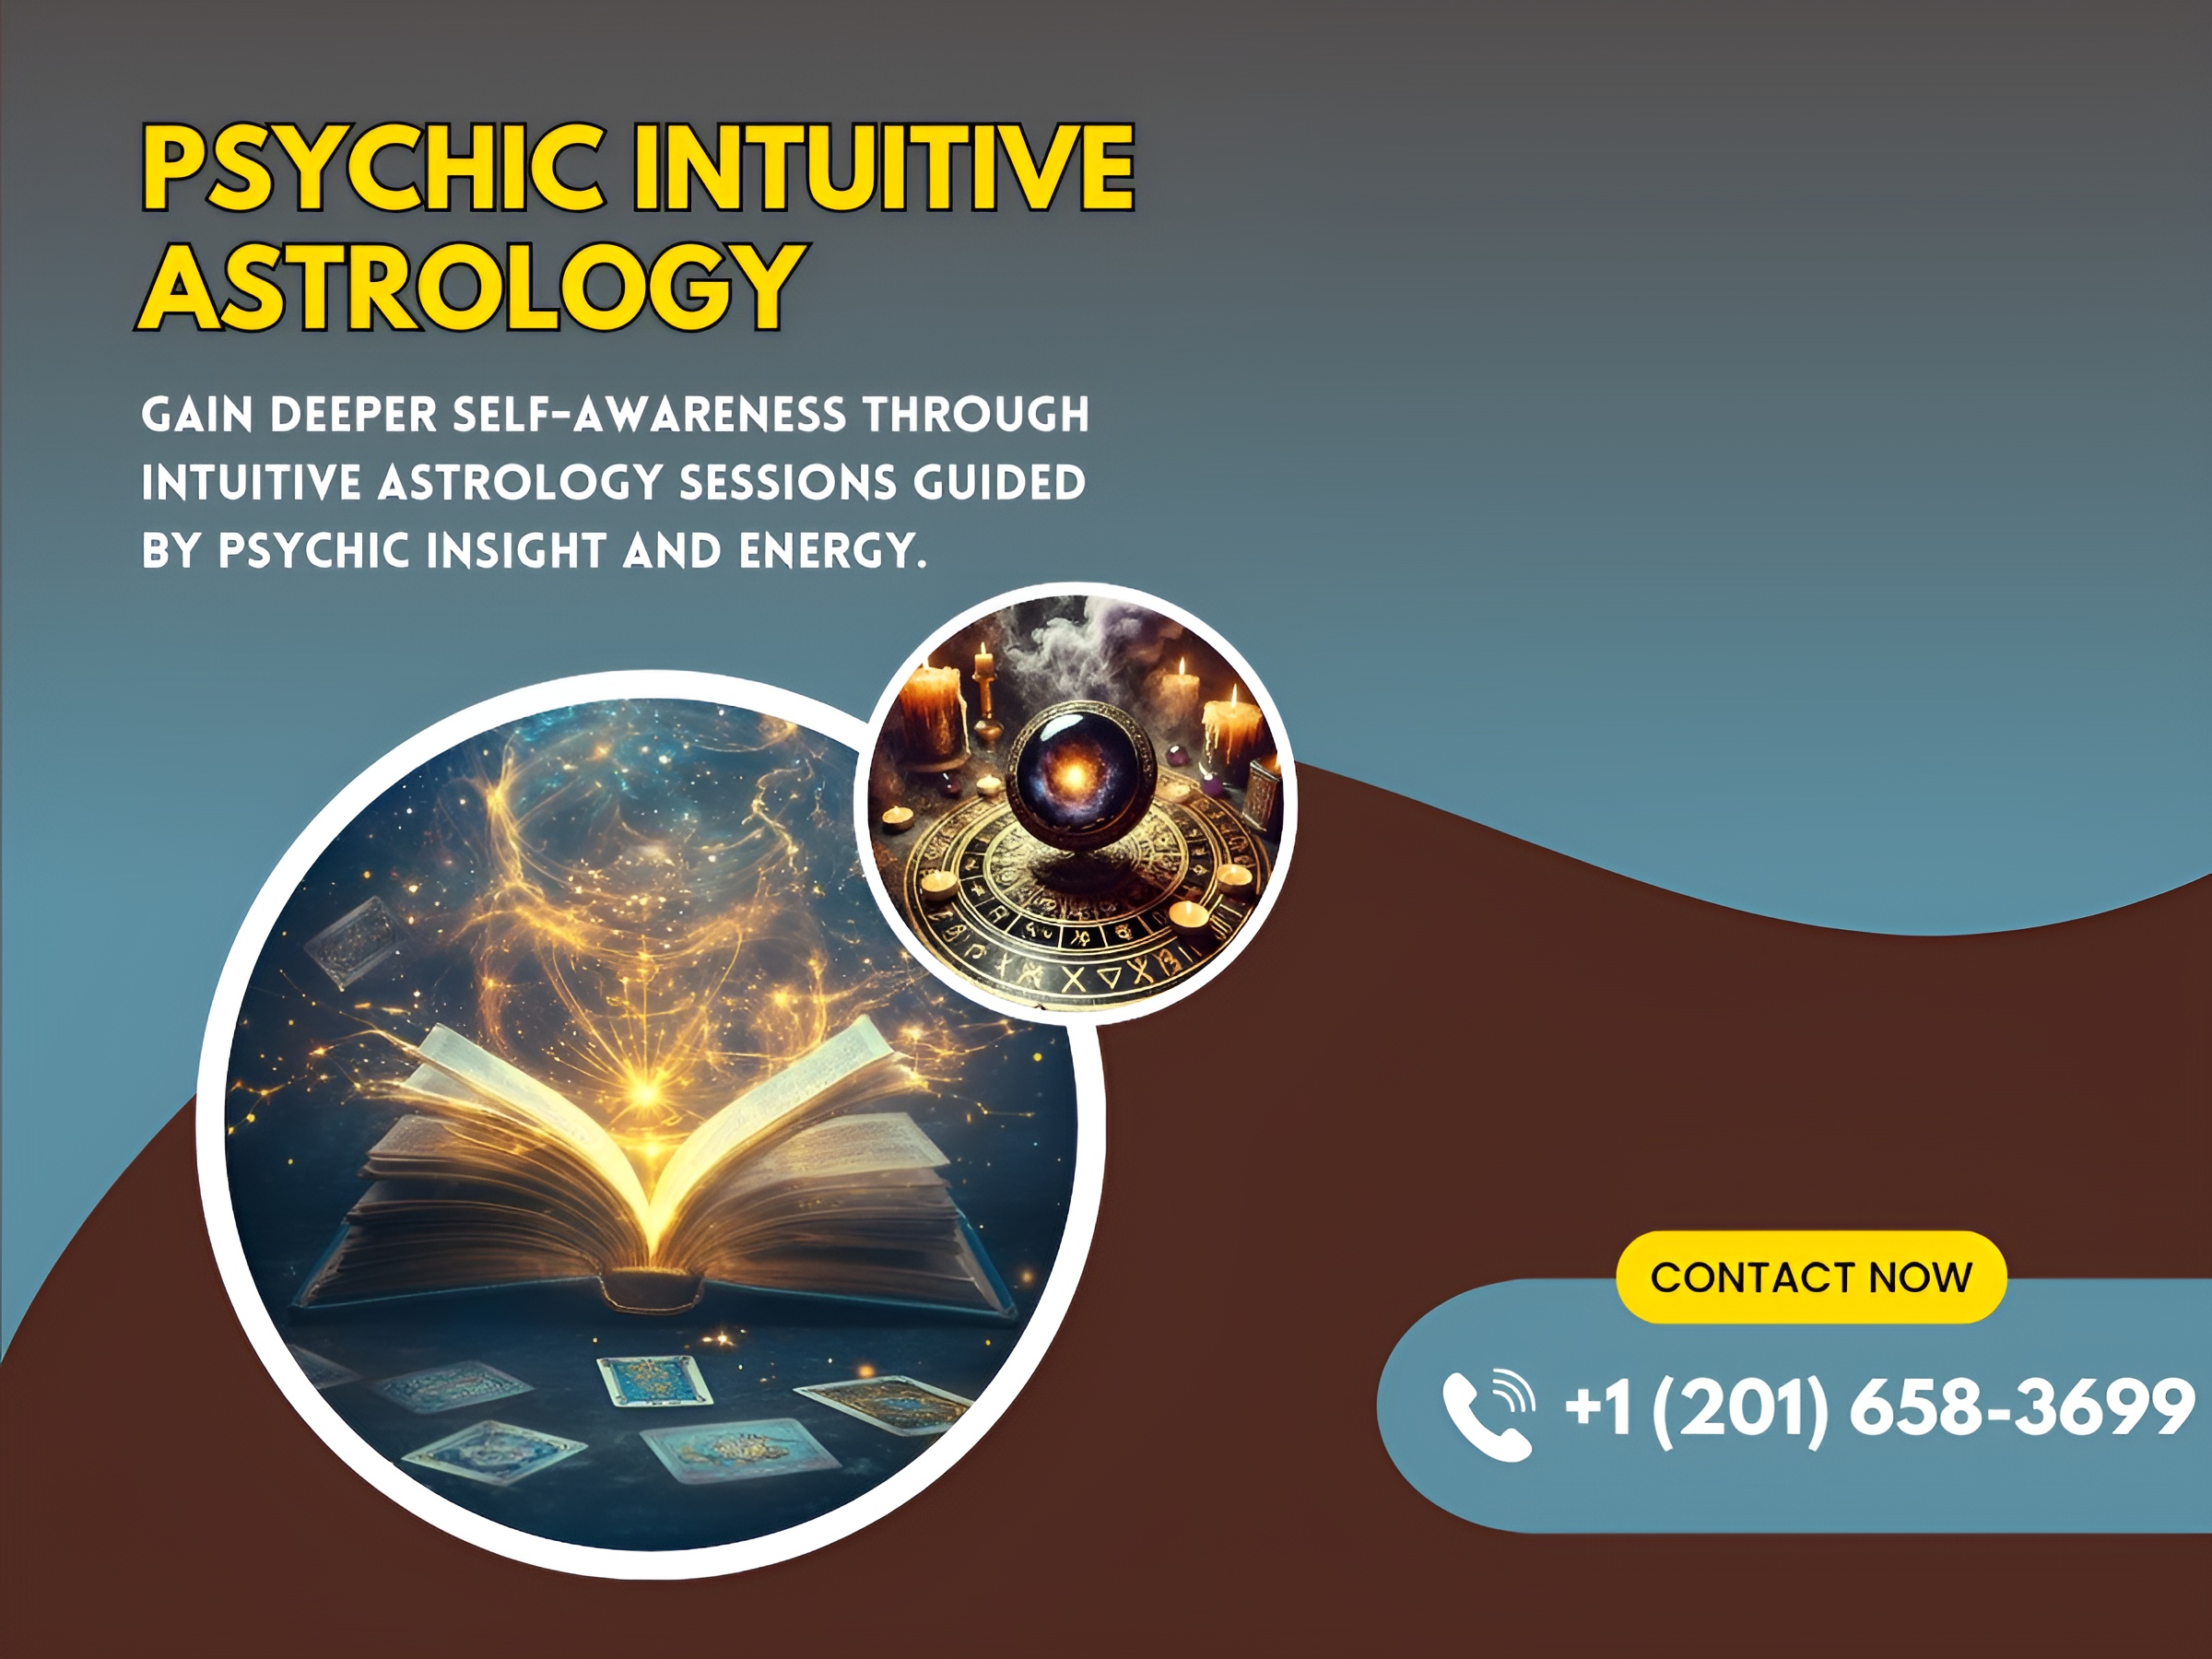 PSYCHIC INTUITIVE
ASTROLOGY
GAIN DEEPER SELF-AWARENESS THROUGH
INTUITIVE ASTROLOGY SESSIONS GUIDED
BY PSYCHIC INSIGHT AND ENERGY.
CONTACT NOW
+1 (201) 658-3699